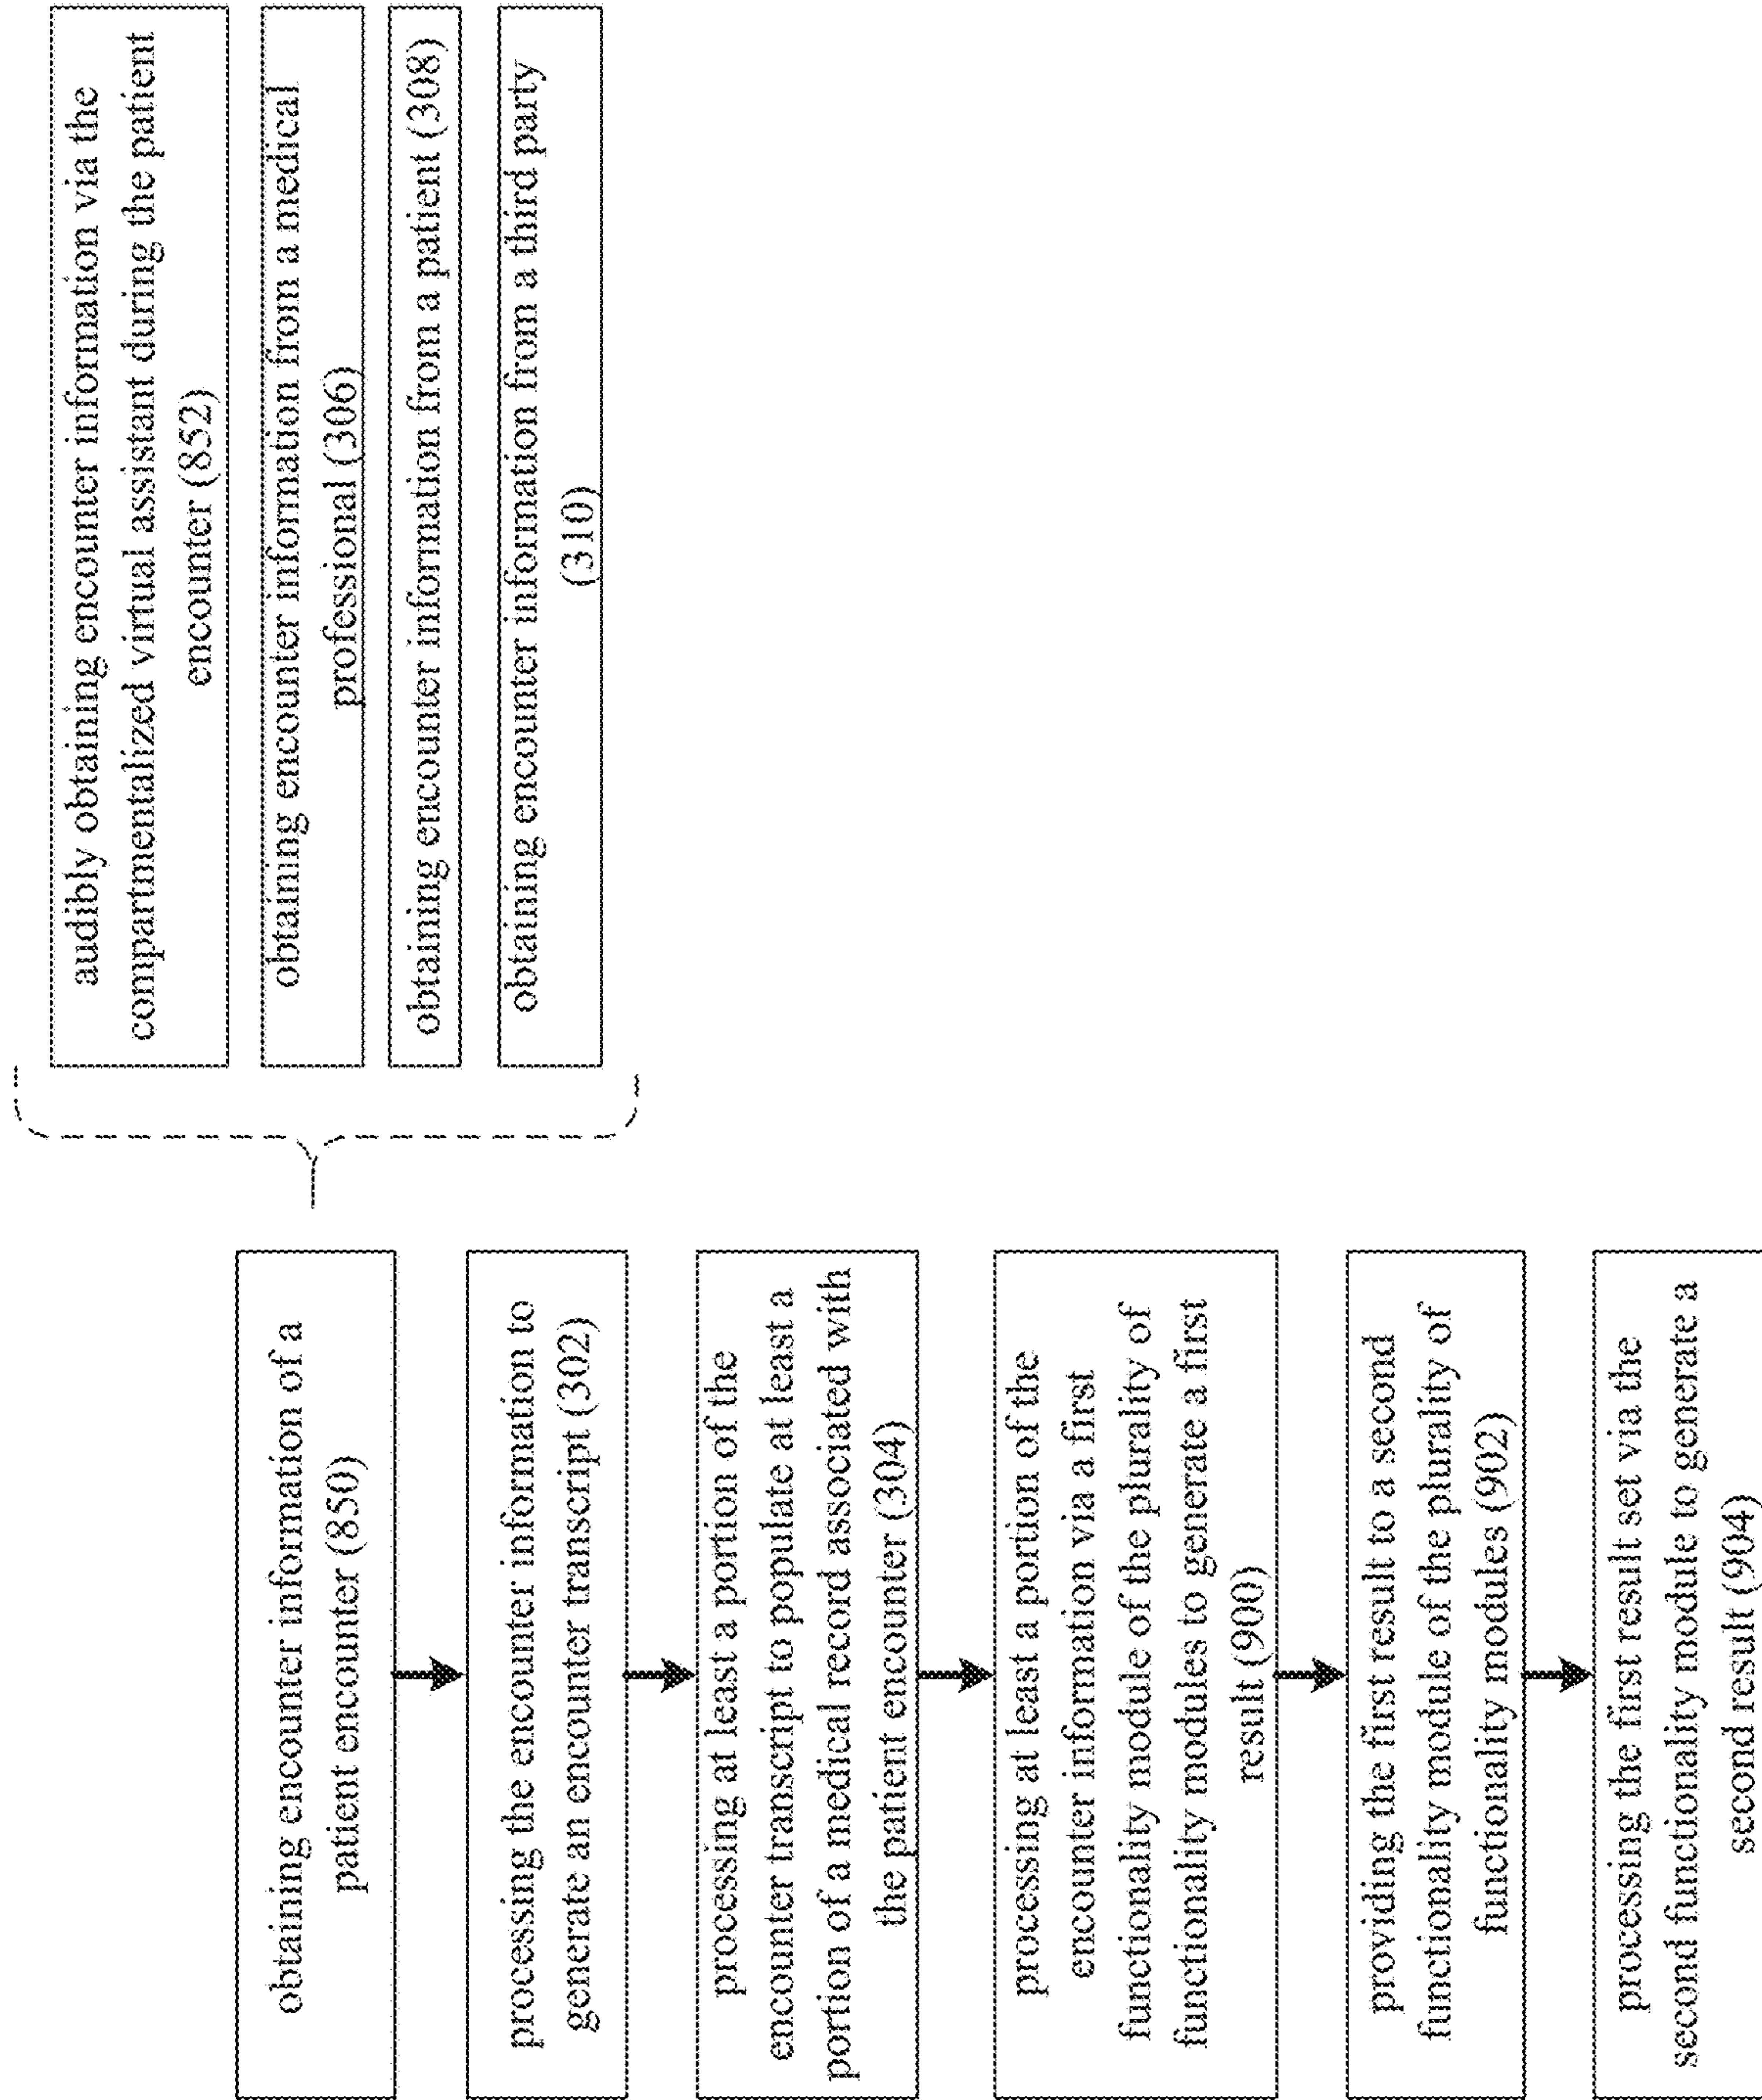 obtaining encounter information of a
patient encounter (850)
processing the encounter information to
generate an encounter transcript (302)
processing at least a portion of the
encounter transcript to populate at least a
portion of a medical record associated with
the patient encounter (304)
processing at least a portion of the
encounter information via a first
functionality module of the plurality of
functionality modules to generate a first
result (900)
providing the first result to a second
functionality module of the plurality of
functionality modules (902)
processing the first result set via the
second functionality module to generate a
second result (904)
audibly obtaining encounter information via the
compartmentalized virtual assistant during the patient
encounter (852)
obtaining encounter information from a medical
professional (306)
obtaining encounter information from a patient (308)
obtaining encounter information from a third party
(310)